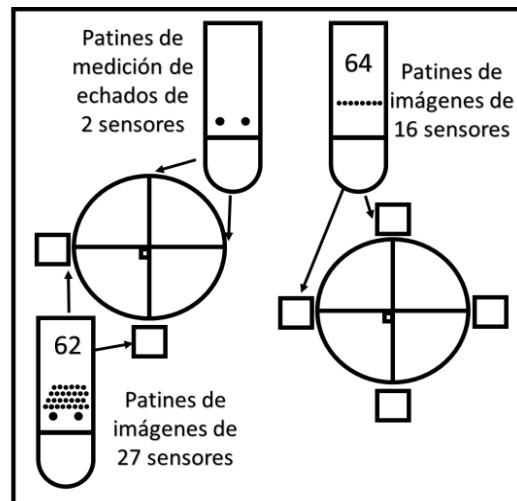 Patines de
medición de
echados de
2 sensores
64
Patines de
imágenes de
16 sensores
62
Patines de
imágenes de
27 sensores